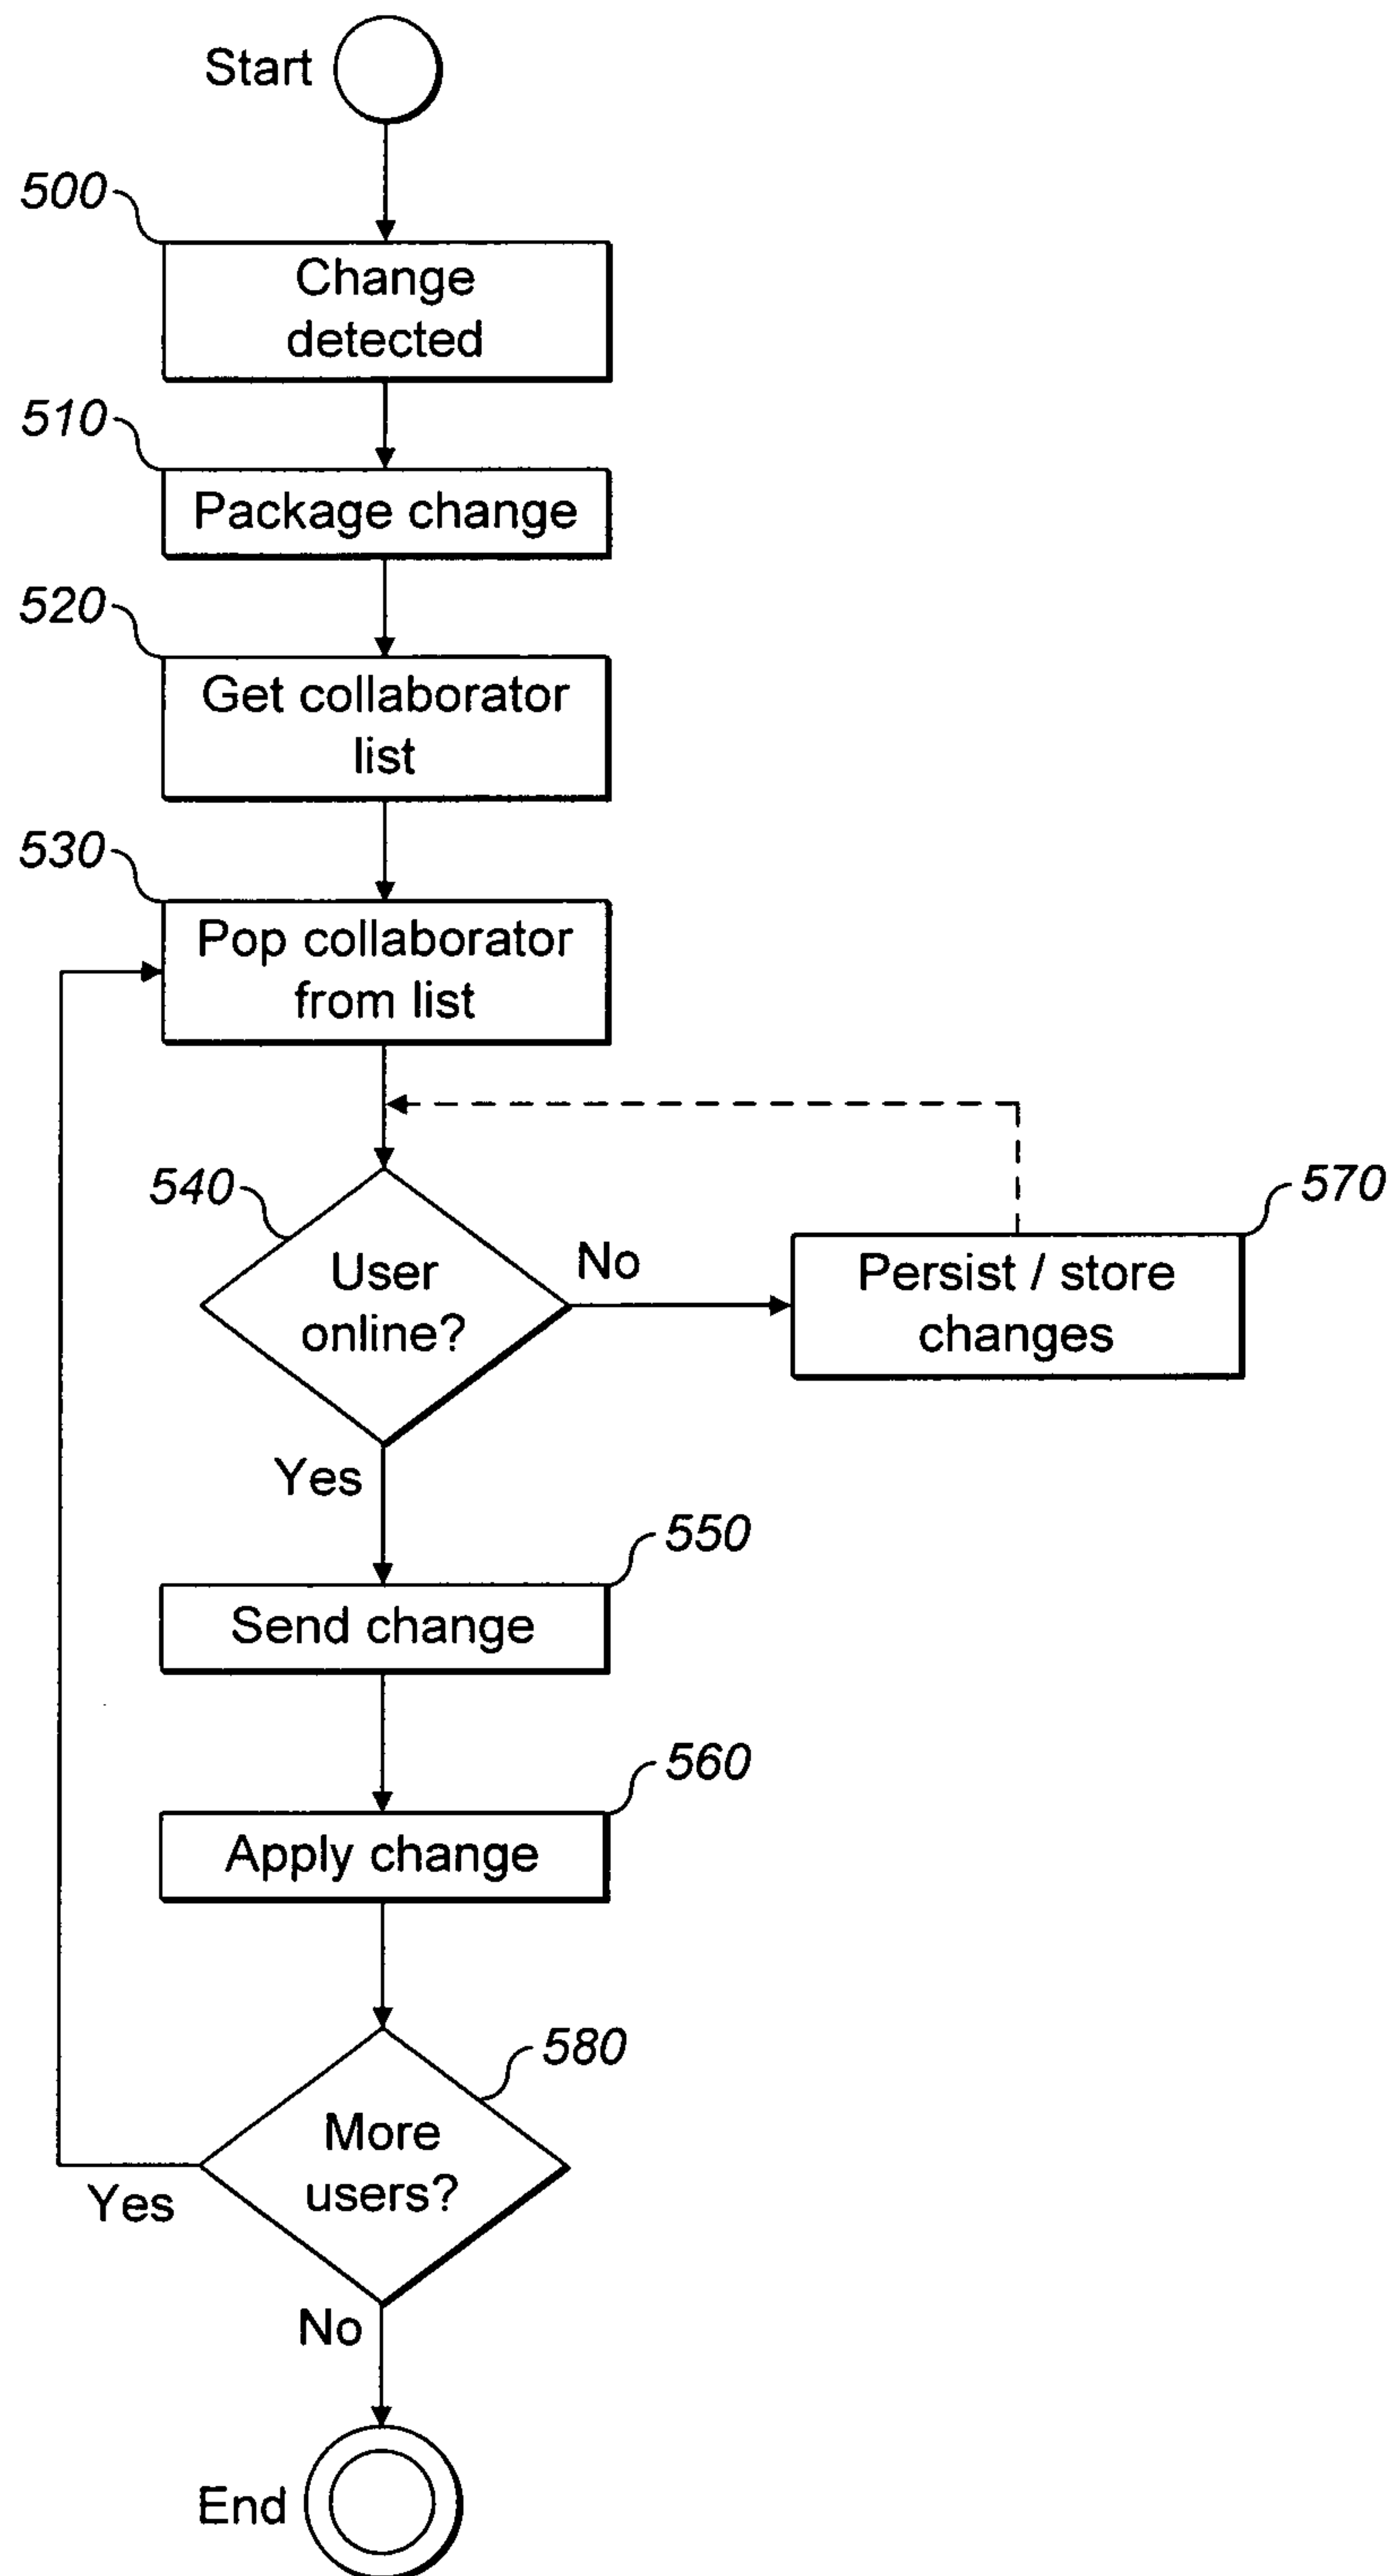 Start
500
Change
detected
510
Package change
520
Get collaborator
list
530
Pop collaborator
from list
540
User
online?
No
570
Persist / store
changes
Yes
550
Send change
560
Apply change
580
More
users?
Yes
No
End